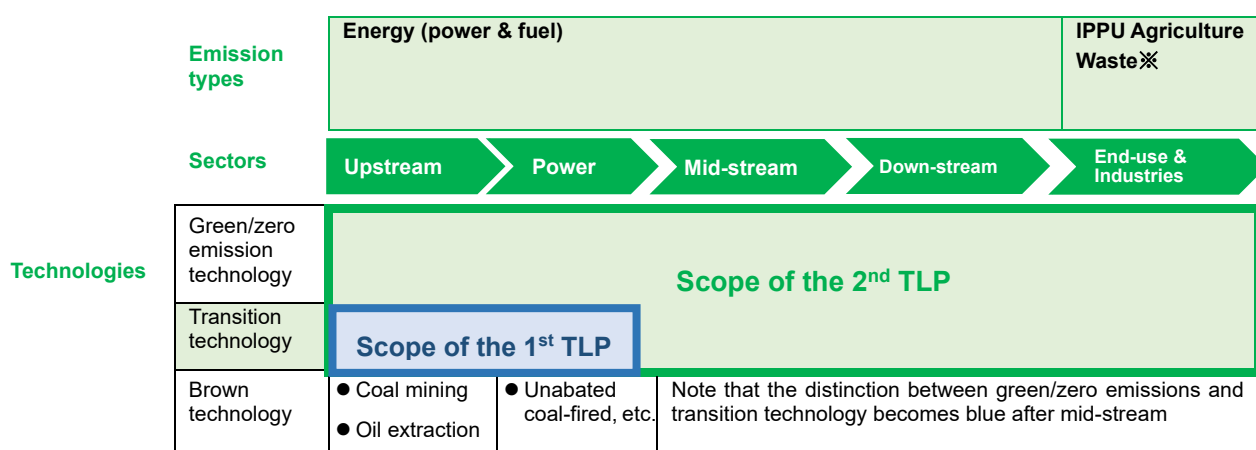 Emission
types
Energy (power & fuel)
IPPU Agriculture
Waste※
Sectors
Upstream
Power
Mid-stream
Down-stream
End-use &
Industries
Technologies
Green/zero
emission
technology
Scope of the 2nd TLP
Transition
technology
Scope of the 1st TLP
Brown
technology
● Coal mining
● Oil extraction
● Unabated
coal-fired, etc.
Note that the distinction between green/zero emissions and
transition technology becomes blue after mid-stream